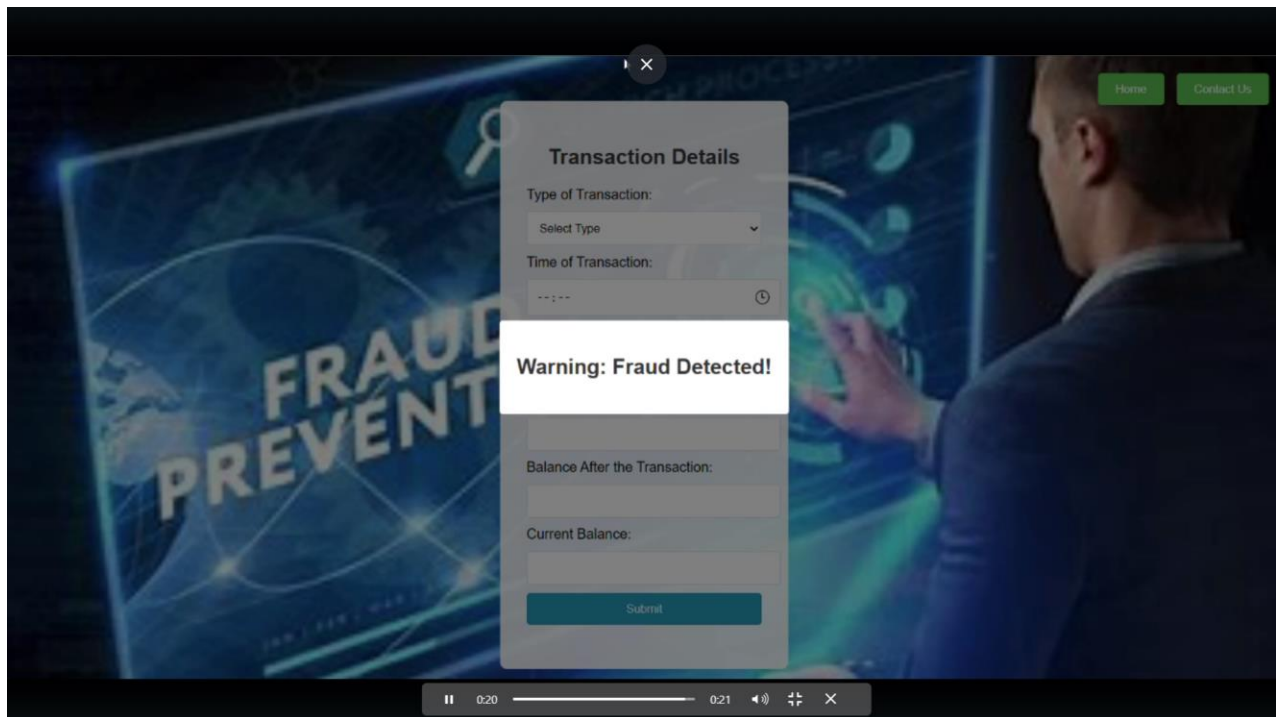 Home
Contact Us
Transaction Details
Type of Transaction:
Select Type
Time of Transaction:
--:--
FRAUD
PREVENT
Warning: Fraud Detected!
Balance After the Transaction:
Current Balance:
Submit
0:20
0:21